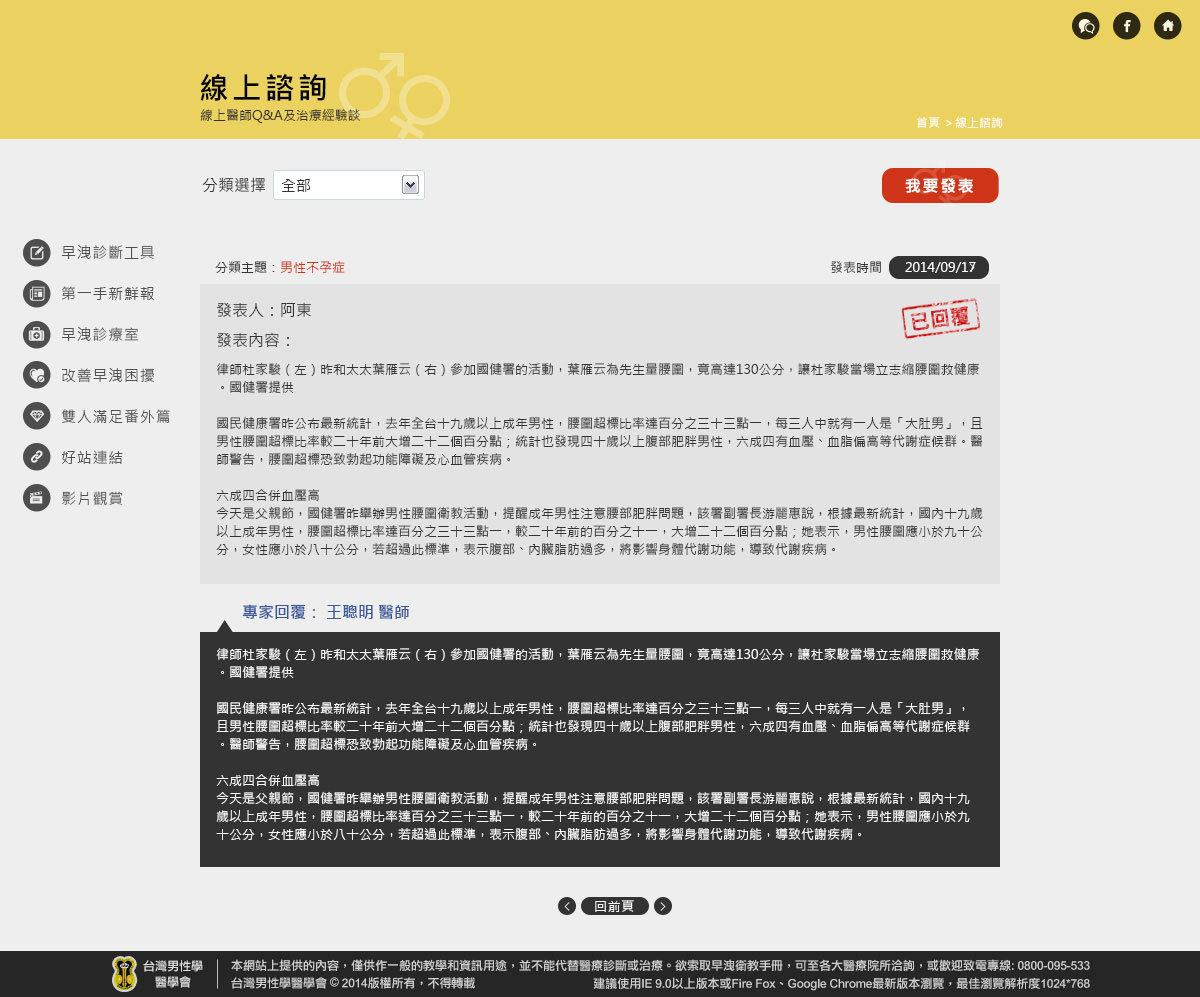 線上諮詢
線上醫師Q&A及治療經驗談
首頁 > 線上諮詢
分類選擇 全部
我要發表
早洩診斷工具
第一手新鮮報
早洩診療室
改善早洩困擾
雙人滿足番外篇
好站連結
影片觀賞
分類主題：男性不孕症
發表時間 2014/09/17
發表人：阿東
已回覆
發表內容：
律師杜家駿（左）昨和太太葉雁云（右）參加國健署的活動，葉雁云為先生量腰圍，竟高達130公分，讓杜家駿當場立志縮腰圍救健康
。國健署提供
國民健康署昨公布最新統計，去年全台十九歲以上成年男性，腰圍超標比率達百分之三十三點一，每三人中就有一人是「大肚男」，且
男性腰圍超標比率較二十年前大增二十二個百分點；統計也發現四十歲以上腹部肥胖男性，六成四有血壓、血脂偏高等代謝症候群。醫
師警告，腰圍超標恐致勃起功能障礙及心血管疾病。
六成四合併血壓高
今天是父親節，國健署昨舉辦男性腰圍衛教活動，提醒成年男性注意腰部肥胖問題，該署副署長游麗惠說，根據最新統計，國內十九歲
以上成年男性，腰圍超標比率達百分之三十三點一，較二十年前的百分之十一，大增二十二個百分點；她表示，男性腰圍應小於九十公
分，女性應小於八十公分，若超過此標準，表示腹部、內臟脂肪過多，將影響身體代謝功能，導致代謝疾病。
專家回覆： 王聰明 醫師
律師杜家駿（左）昨和太太葉雁云（右）參加國健署的活動，葉雁云為先生量腰圍，竟高達130公分，讓杜家駿當場立志縮腰圍救健康
。國健署提供
國民健康署昨公布最新統計，去年全台十九歲以上成年男性，腰圍超標比率達百分之三十三點一，每三人中就有一人是「大肚男」，
且男性腰圍超標比率較二十年前大增二十二個百分點；統計也發現四十歲以上腹部肥胖男性，六成四有血壓、血脂偏高等代謝症候群
。醫師警告，腰圍超標恐致勃起功能障礙及心血管疾病。
六成四合併血壓高
今天是父親節，國健署昨舉辦男性腰圍衛教活動，提醒成年男性注意腰部肥胖問題，該署副署長游麗惠說，根據最新統計，國內十九
歲以上成年男性，腰圍超標比率達百分之三十三點一，較二十年前的百分之十一，大增二十二個百分點；她表示，男性腰圍應小於九
十公分，女性應小於八十公分，若超過此標準，表示腹部、內臟脂肪過多，將影響身體代謝功能，導致代謝疾病。
回前頁
台灣男性學
醫學會
本網站上提供的內容，僅供作一般的教學和資訊用途，並不能代替醫療診斷或治療。欲索取早洩衛教手冊，可至各大醫療院所洽詢，或歡迎致電專線: 0800-095-533
台灣男性學醫學會 © 2014版權所有，不得轉載 建議使用IE 9.0以上版本或Fire Fox、Google Chrome最新版本瀏覽，最佳瀏覽解析度1024*768